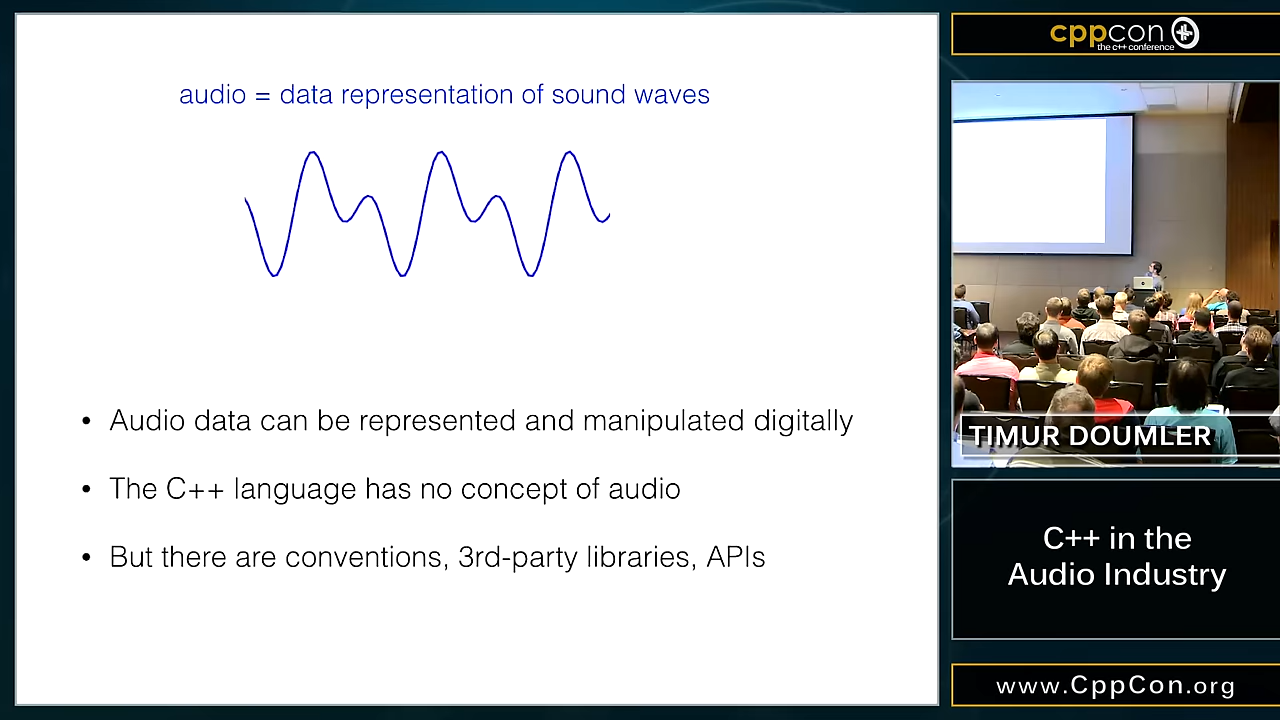 audio = data representation of sound waves
• Audio data can be represented and manipulated digitally
• The C++ language has no concept of audio
• But there are conventions, 3rd-party libraries, APIs
cppcon
the c++ conference
TIMUR DOUMLER
C++ in the
Audio Industry
www.CppCon.org